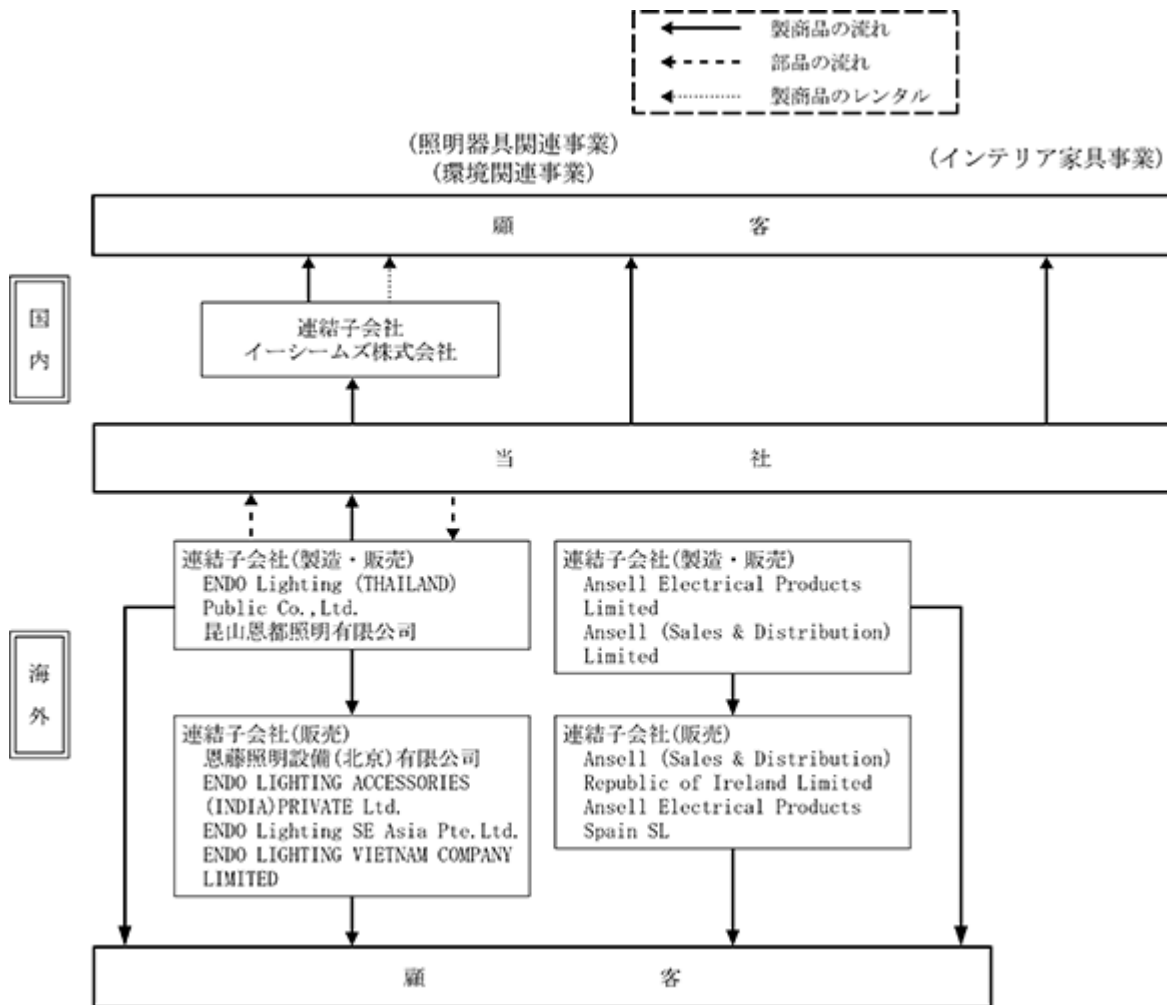 製商品の流れ
部品の流れ
製商品のレンタル
(照明器具関連事業)
(環境関連事業)
(インテリア家具事業)
顧 客
国内
連結子会社
イーシームズ株式会社
当 社
海外
連結子会社(製造・販売)
ENDO Lighting (THAILAND)
Public Co.,Ltd.
昆山恩都照明有限公司
連結子会社(製造・販売)
Ansell Electrical Products
Limited
Ansell (Sales & Distribution)
Limited
連結子会社(販売)
恩藤照明設備(北京)有限公司
ENDO LIGHTING ACCESSORIES
(INDIA)PRIVATE Ltd.
ENDO Lighting SE Asia Pte.Ltd.
ENDO LIGHTING VIETNAM COMPANY
LIMITED
連結子会社(販売)
Ansell (Sales & Distribution)
Republic of Ireland Limited
Ansell Electrical Products
Spain SL
顧 客